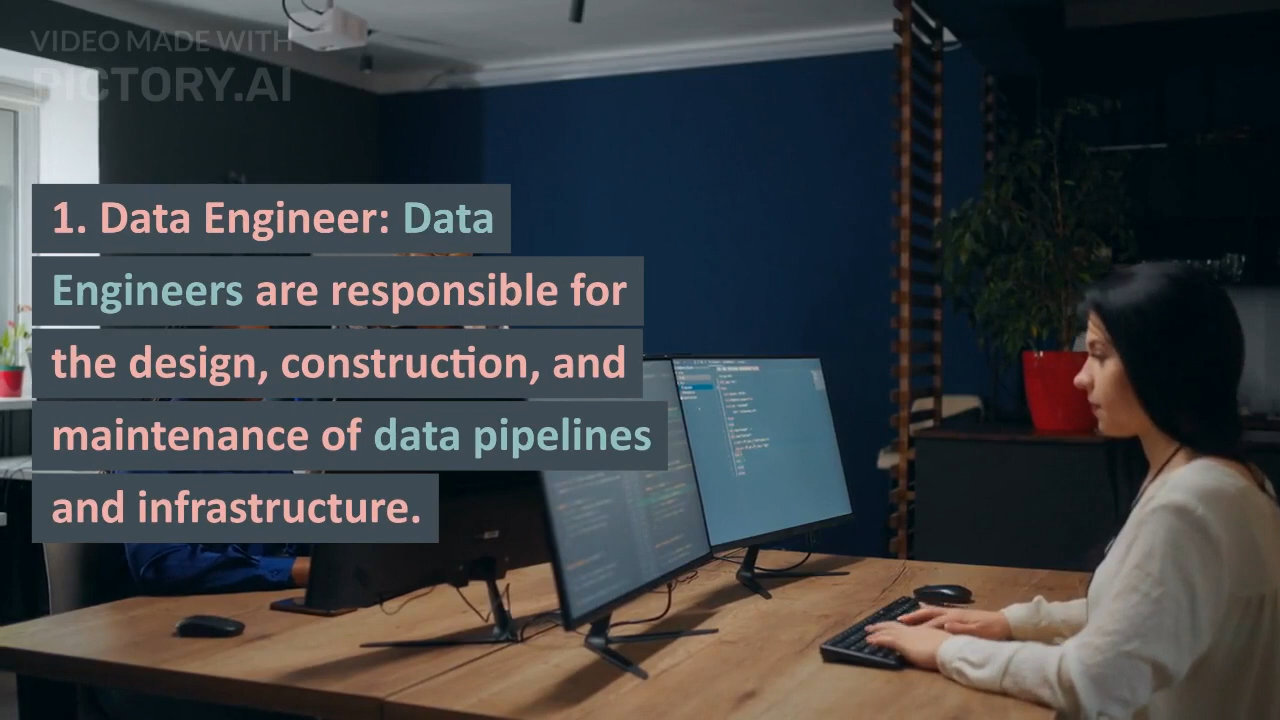 VIDEO MADE WITH
PICTORY.AI
1. Data Engineer: Data
Engineers are responsible for
the design, construction, and
maintenance of data pipelines
and infrastructure.